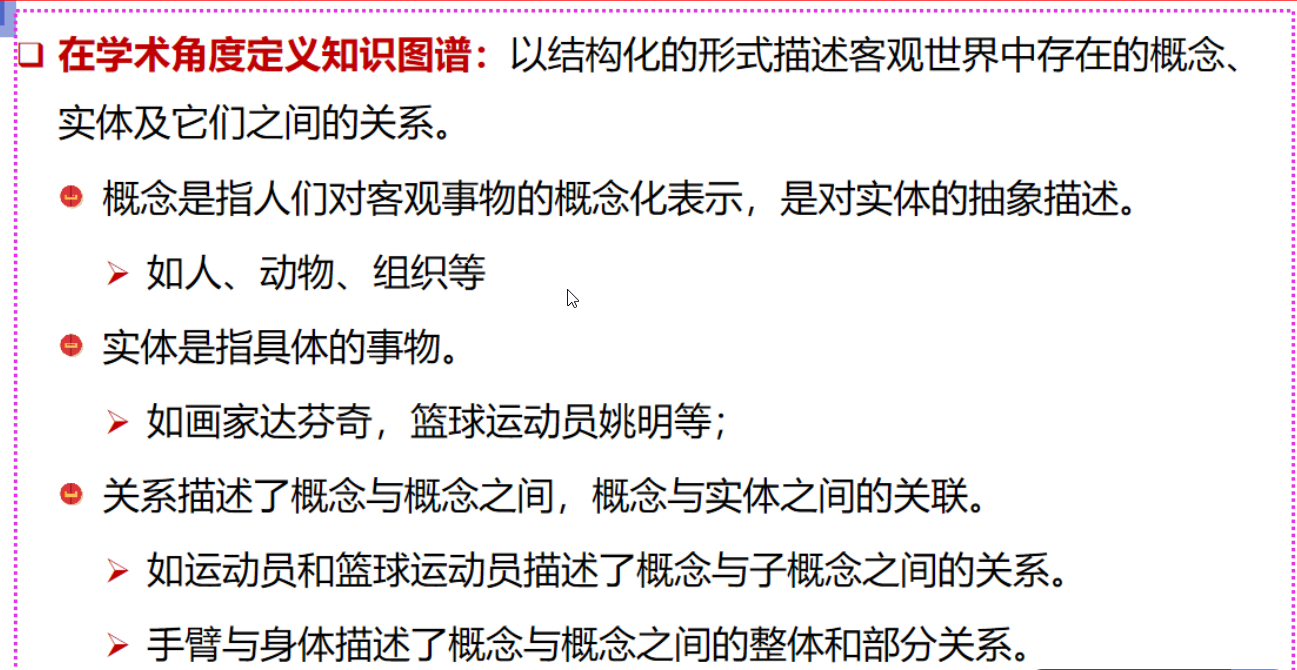 在学术角度定义知识图谱：以结构化的形式描述客观世界中存在的概念、
实体及它们之间的关系。
概念是指人们对客观事物的概念化表示，是对实体的抽象描述。
如人、动物、组织等
实体是指具体的事物。
如画家达芬奇，篮球运动员姚明等；
关系描述了概念与概念之间，概念与实体之间的关联。
如运动员和篮球运动员描述了概念与子概念之间的关系。
手臂与身体描述了概念与概念之间的整体和部分关系。